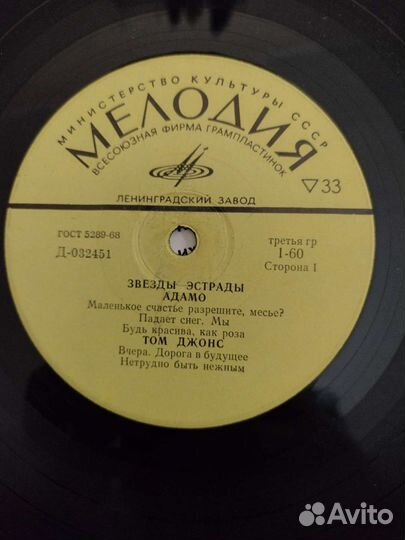 МИНИСТЕРСТВО КУЛЬТУРЫ СССР
МЕЛОДИЯ
ВСЕСОЮЗНАЯ ФИРМА ГРАМПЛАСТИНОК
▽33
ЛЕНИНГРАДСКИЙ ЗАВОД
ГОСТ 5289-68
Д-032451
третья гр
1-60
Сторона 1
ЗВЕЗДЫ ЭСТРАДЫ
АДАМО
Маленькое счастье разрешите, месье?
Падает снег. Мы
Будь красива, как роза
ТОМ ДЖОНС
Вчера. Дорога в будущее
Нетрудно быть нежным
Avito